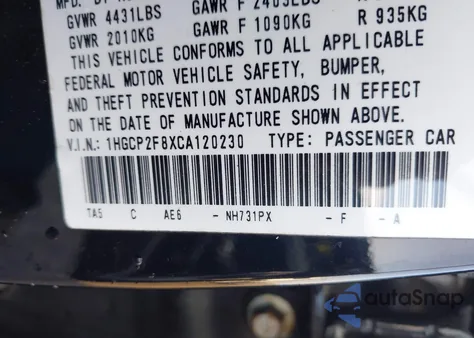 GVWR 4431LBS GAWR F 2403LBS
GVWR 2010KG GAWR F 1090KG R 935KG
THIS VEHICLE CONFORMS TO ALL APPLICABLE
FEDERAL MOTOR VEHICLE SAFETY, BUMPER,
AND THEFT PREVENTION STANDARDS IN EFFECT
ON THE DATE OF MANUFACTURE SHOWN ABOVE.
V.I.N.: 1HGCP2F8XCA120230 TYPE: PASSENGER CAR
TA5 C AE6 - NH731PX - F - A
autoSnap